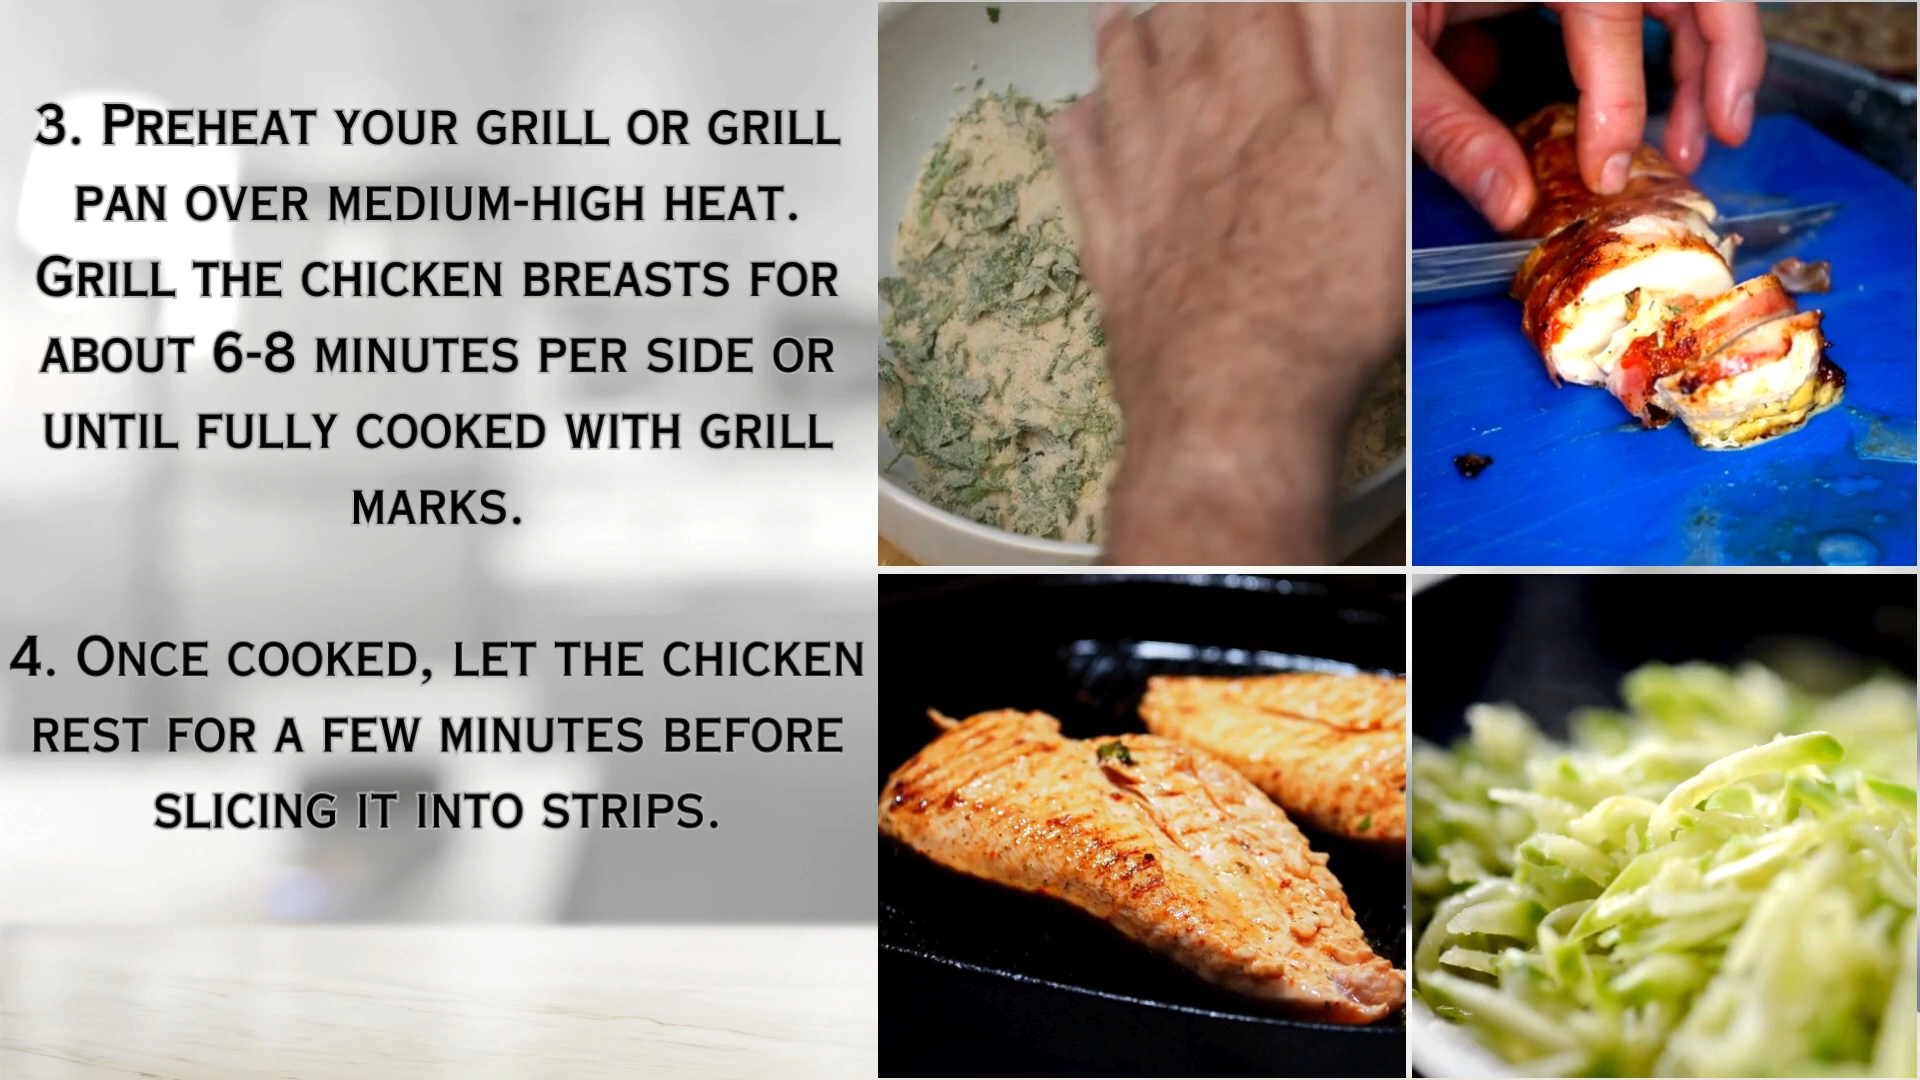 3. Preheat your grill or grill
pan over medium-high heat.
Grill the chicken breasts for
about 6-8 minutes per side or
until fully cooked with grill
marks.
4. Once cooked, let the chicken
rest for a few minutes before
slicing it into strips.